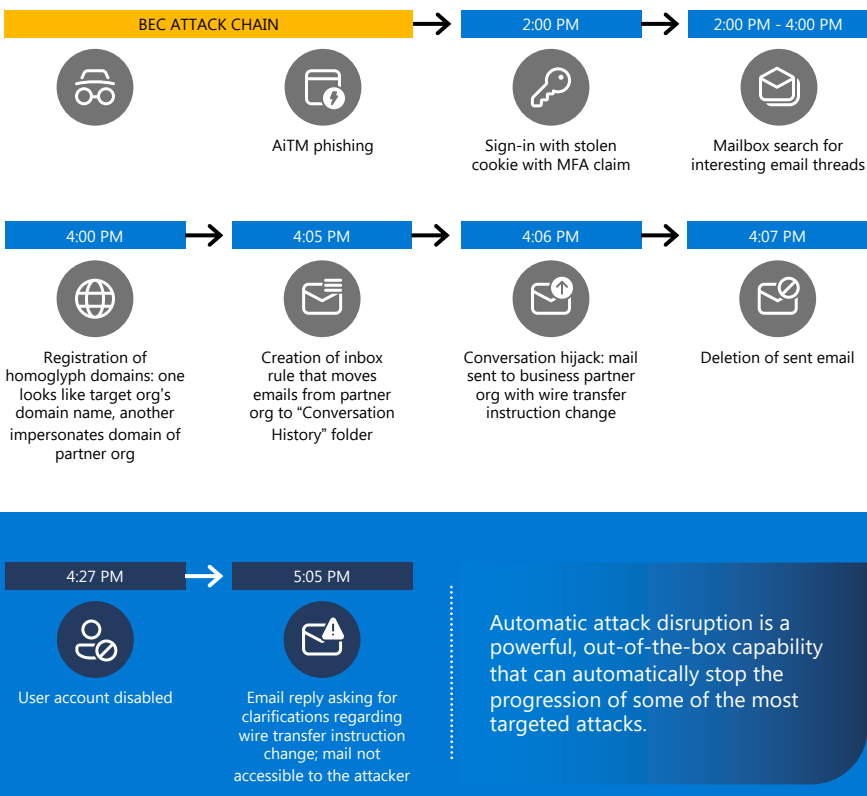 BEC ATTACK CHAIN
2:00 PM
2:00 PM - 4:00 PM
AiTM phishing
Sign-in with stolen
cookie with MFA claim
Mailbox search for
interesting email threads
4:00 PM
4:05 PM
4:06 PM
4:07 PM
Registration of
homoglyph domains: one
looks like target org’s
domain name, another
impersonates domain of
partner org
Creation of inbox
rule that moves
emails from partner
org to “Conversation
History” folder
Conversation hijack: mail
sent to business partner
org with wire transfer
instruction change
Deletion of sent email
4:27 PM
5:05 PM
User account disabled
Email reply asking for
clarifications regarding
wire transfer instruction
change; mail not
accessible to the attacker
Automatic attack disruption is a
powerful, out-of-the-box capability
that can automatically stop the
progression of some of the most
targeted attacks.